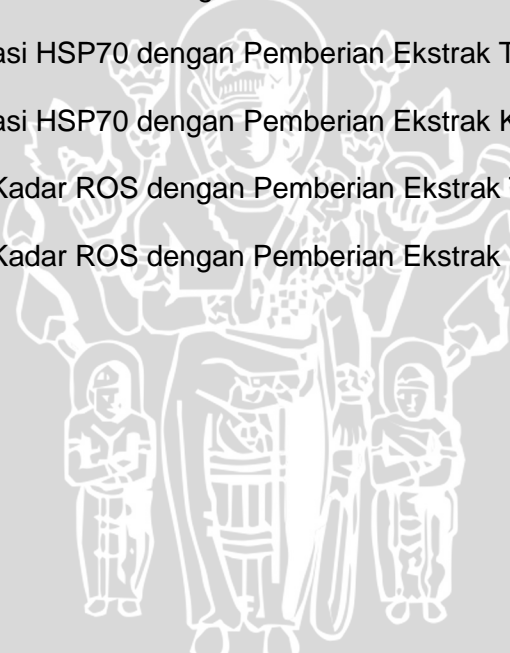 asi HSP70 dengan Pemberian Ekstrak
asi HSP70 dengan Pemberian Ekstrak K
Kadar ROS dengan Pemberian Ekstrak
Kadar ROS dengan Pemberian Ekstrak